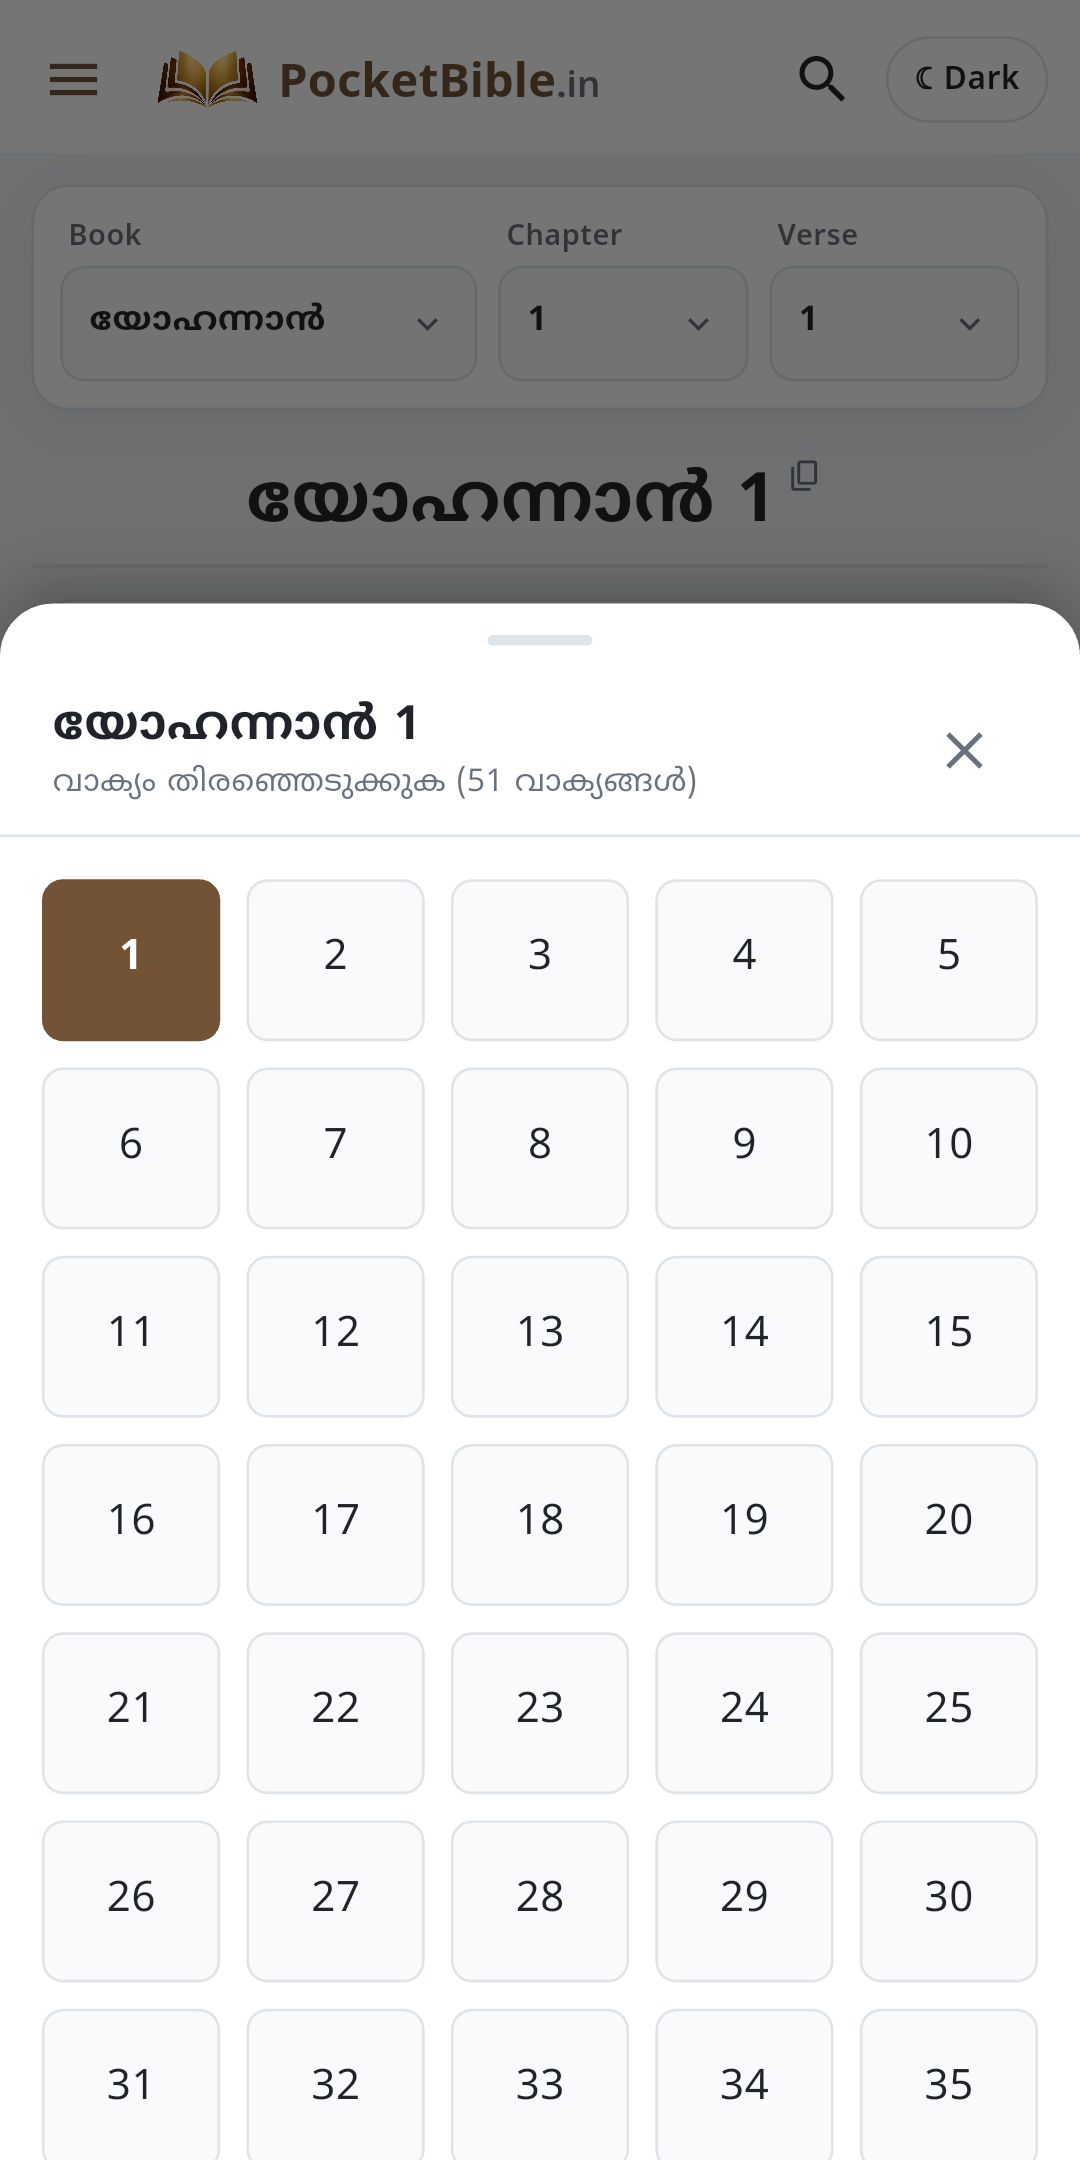 PocketBible.in
Dark
Book Chapter Verse
യോഹന്നാൻ 1 1
യോഹന്നാൻ 1
യോഹന്നാൻ 1
വാക്യം തിരഞ്ഞെടുക്കുക (51 വാക്യങ്ങൾ)
1 2 3 4 5
6 7 8 9 10
11 12 13 14 15
16 17 18 19 20
21 22 23 24 25
26 27 28 29 30
31 32 33 34 35